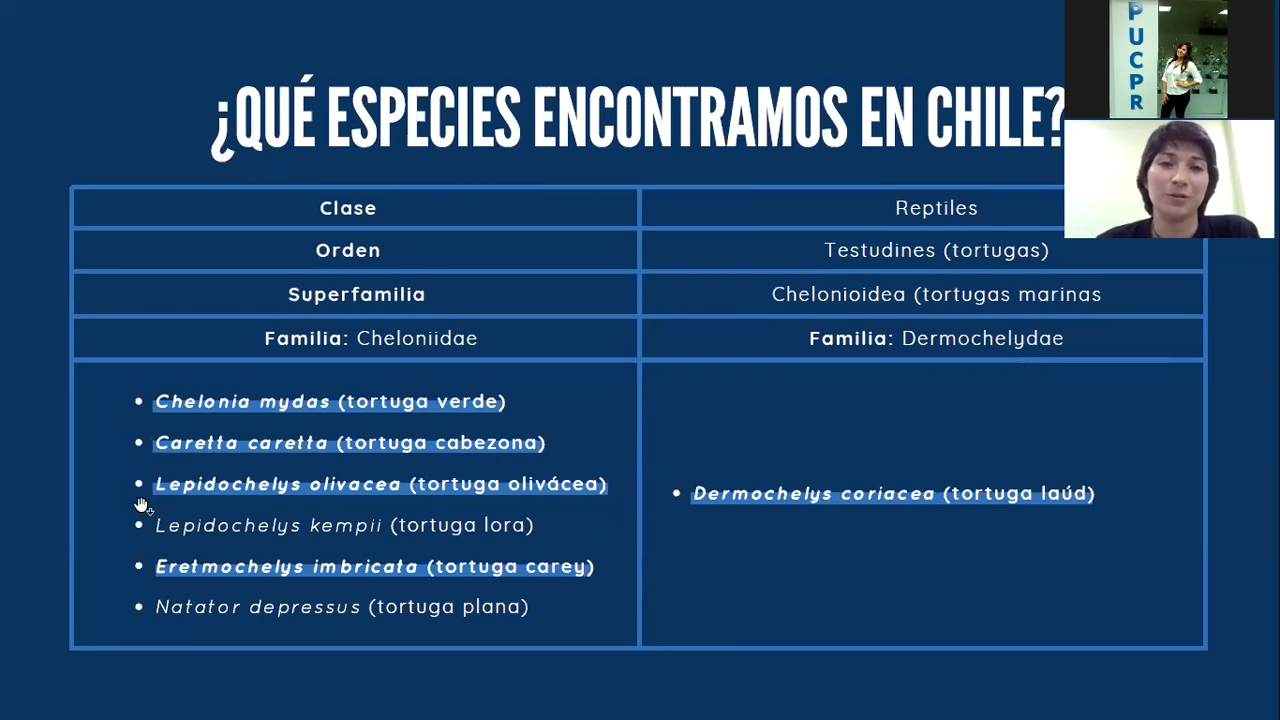 ¿QUÉ ESPECIES ENCONTRAMOS EN CHILE?
PUCPR
Clase
Reptiles
Orden
Testudines (tortugas)
Superfamilia
Chelonioidea (tortugas marinas
Familia: Cheloniidae
Familia: Dermochelydae
• Chelonia mydas (tortuga verde)
• Caretta caretta (tortuga cabezona)
• Lepidochelys olivacea (tortuga olivácea)
• Lepidochelys kempii (tortuga lora)
• Eretmochelys imbricata (tortuga carey)
• Natator depressus (tortuga plana)
• Dermochelys coriacea (tortuga laúd)